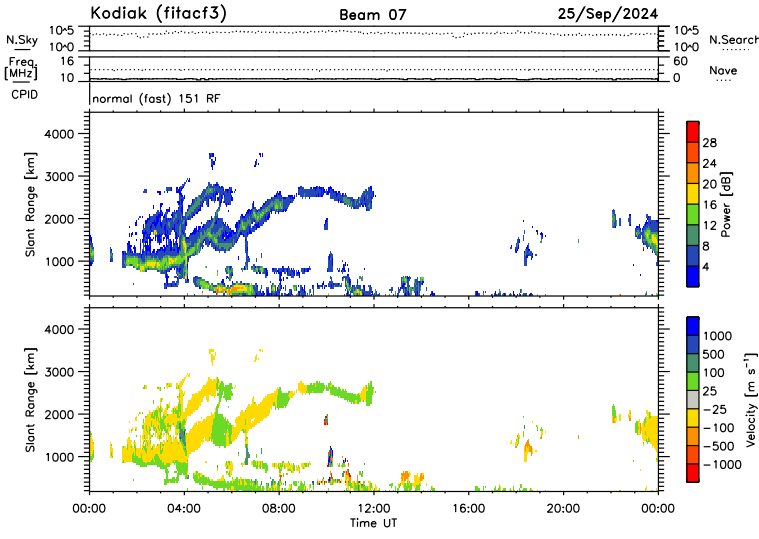 Kodiak (fitacf3) Beam 07 25/Sep/2024
N.Sky 10^5 10^0 10^5 10^0 N.Search
Freq. [MHz] 16 10 60 0 Nave
CPID normal (fast) 151 RF
Slant Range [km] 4000 3000 2000 1000
28 24 20 16 12 8 4 Power [dB]
Slant Range [km] 4000 3000 2000 1000
1000 500 100 25 −25 −100 −500 −1000 Velocity [m s⁻¹]
00:00 04:00 08:00 12:00 16:00 20:00 00:00
Time UT